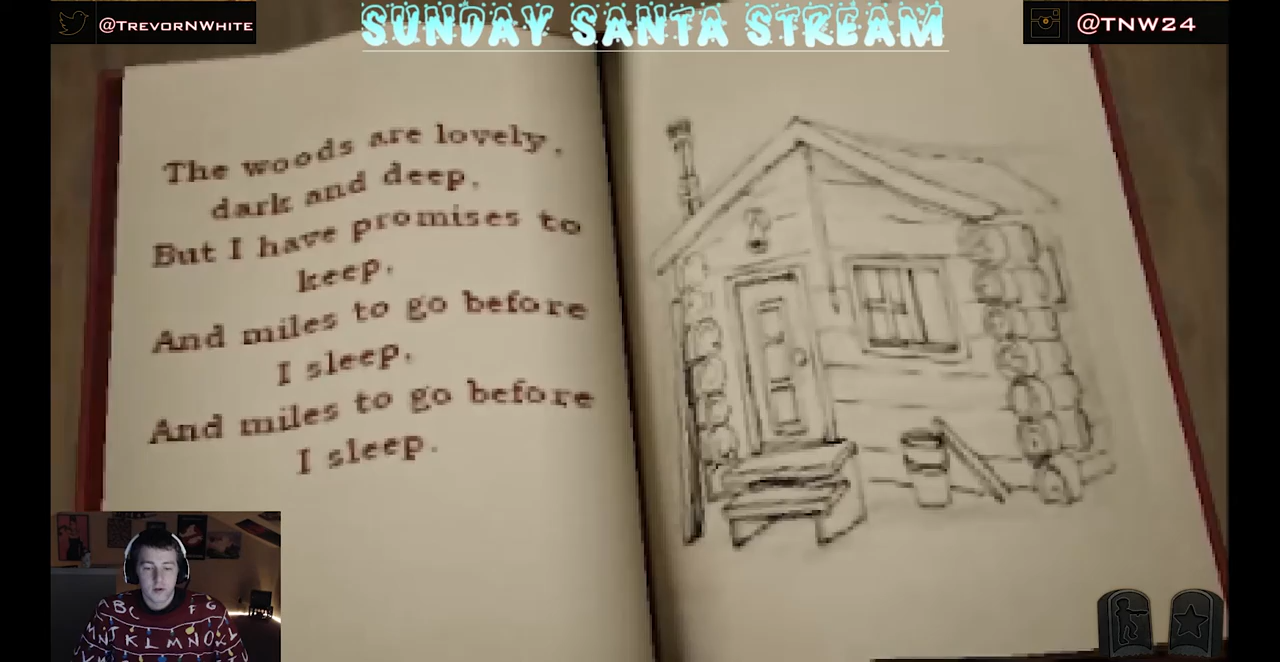 @TrevorNWhite
SUNDAY SANTA STREAM
@TNW24
The woods are lovely,
dark and deep,
But I have promises to
keep,
And miles to go before
I sleep,
And miles to go before
I sleep.
A B C F G
M N J K L M N O